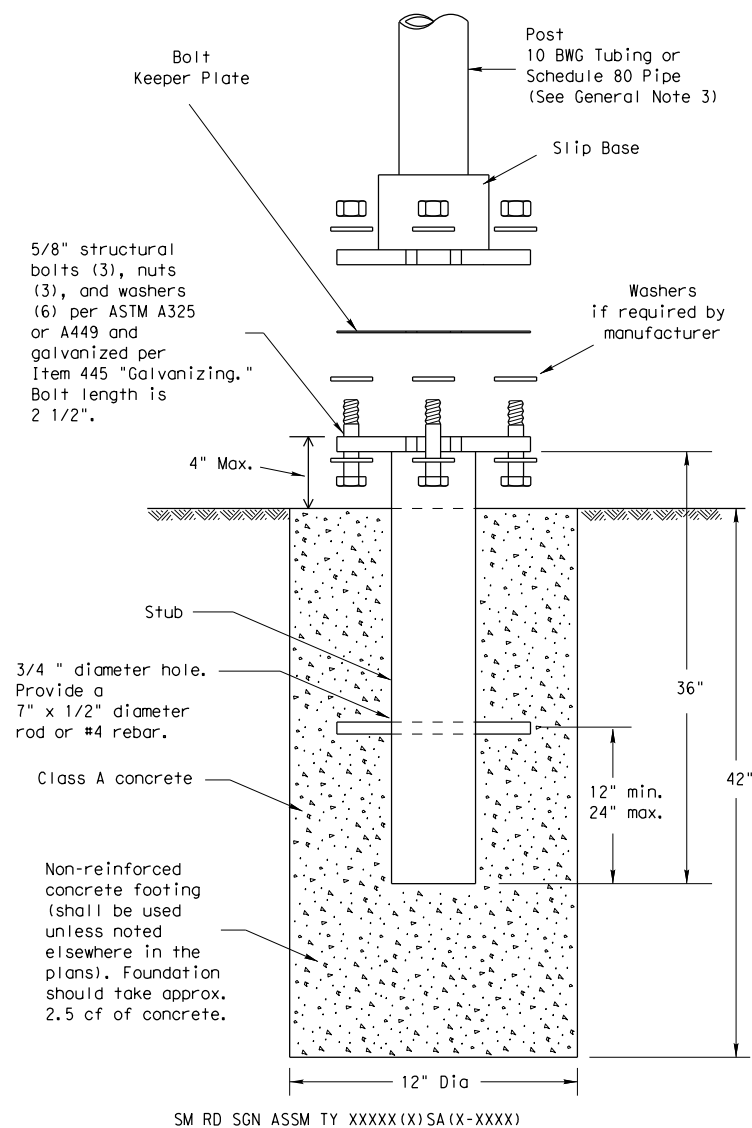 Post
10 BWG Tubing or
Schedule 80 Pipe
(See General Note 3)
Bolt
Keeper Plate
Slip Base
5/8" structural
bolts (3), nuts
(3), and washers
(6) per ASTM A325
or A449 and
galvanized per
Item 445 "Galvanizing."
Bolt length is
2 1/2".
Washers
if required by
manufacturer
4" Max.
Stub
3/4 " diameter hole.
Provide a
7" x 1/2" diameter
rod or #4 rebar.
36"
Class A concrete
12" min.
24" max.
42"
Non-reinforced
concrete footing
(shall be used
unless noted
elsewhere in the
plans). Foundation
should take approx.
2.5 cf of concrete.
12" Dia
SM RD SGN ASSM TY XXXXX(X)SA(X-XXXX)